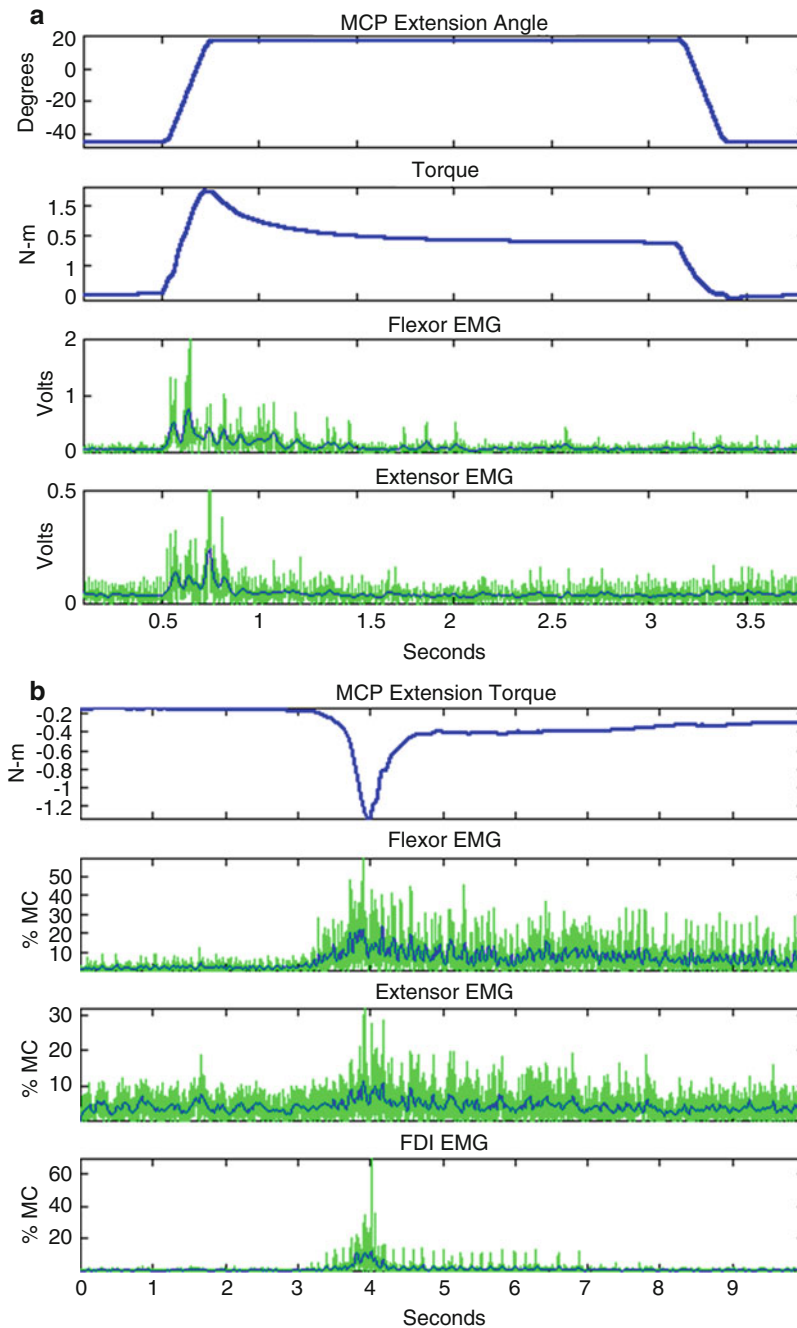 a
MCP Extension Angle
20
0
-20
-40
Degrees
Torque
1.5
0.5
1
0
N-m
Flexor EMG
2
1
0
Volts
Extensor EMG
0.5
0
Volts
0.5 1 1.5 2 2.5 3 3.5
Seconds
b
MCP Extension Torque
-0.2
-0.4
-0.6
-0.8
-1
-1.2
N-m
Flexor EMG
50
40
30
20
10
% MC
Extensor EMG
30
20
10
% MC
FDI EMG
60
40
20
% MC
0 1 2 3 4 5 6 7 8 9
Seconds